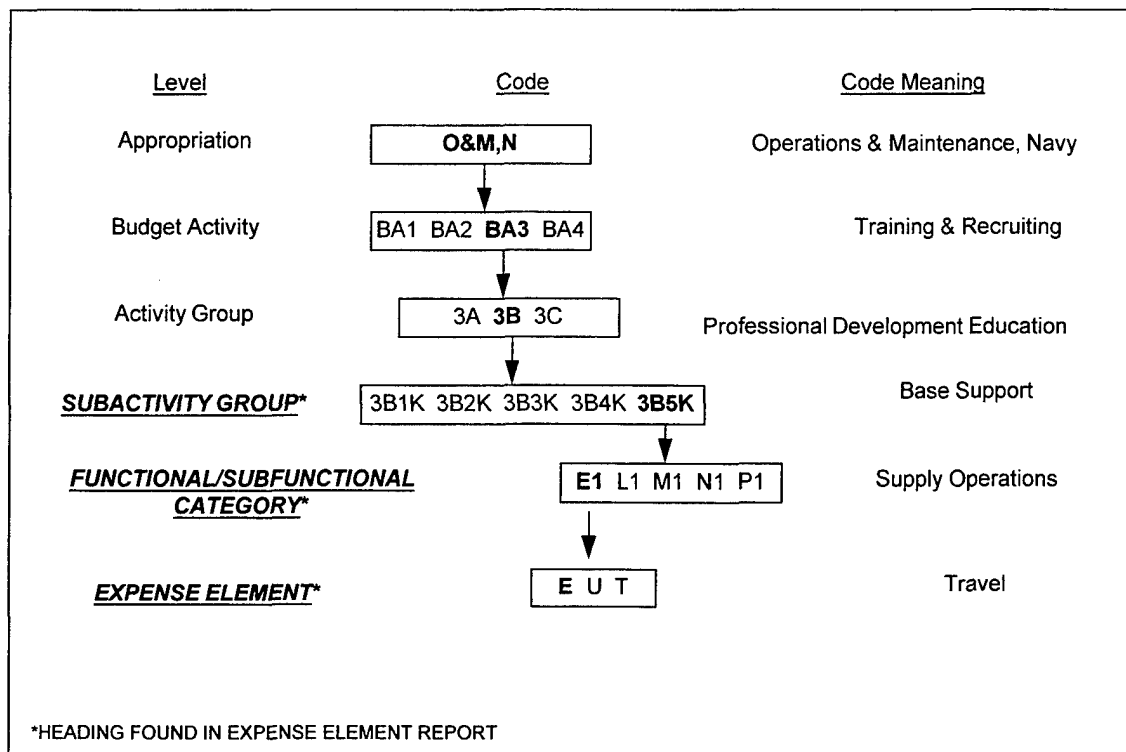 Level Code Code Meaning
Appropriation O&M,N Operations & Maintenance, Navy
Budget Activity BA1 BA2 BA3 BA4 Training & Recruiting
Activity Group 3A 3B 3C Professional Development Education
SUBACTIVITY GROUP* 3B1K 3B2K 3B3K 3B4K 3B5K Base Support
FUNCTIONAL/SUBFUNCTIONAL E1 L1 M1 N1 P1 Supply Operations
CATEGORY*
EXPENSE ELEMENT* E U T Travel
*HEADING FOUND IN EXPENSE ELEMENT REPORT